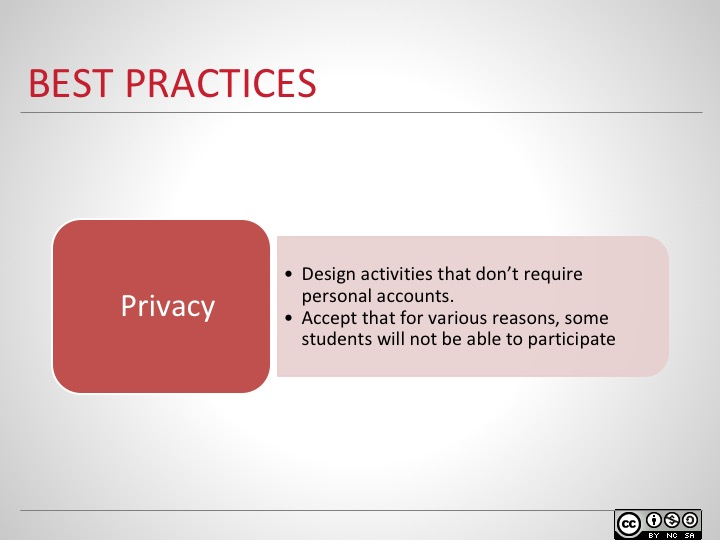 BEST PRACTICES
Privacy
• Design activities that don’t require
personal accounts.
• Accept that for various reasons, some
students will not be able to participate
cc
BY NC SA